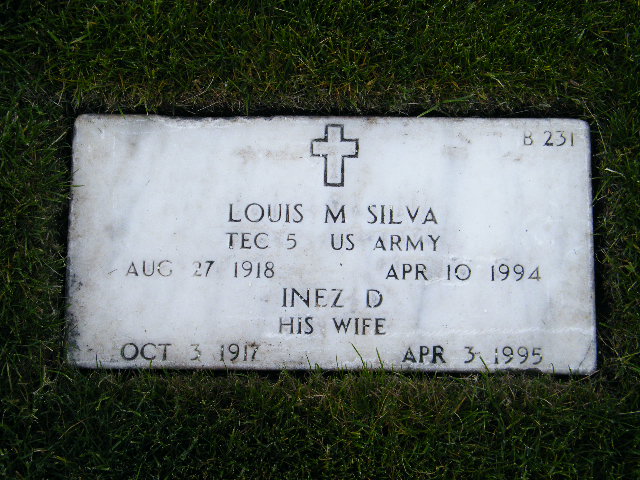 B 231
LOUIS M SILVA
TEC 5 US ARMY
AUG 27 1918 APR 10 1994
INEZ D
HIS WIFE
OCT 3 1917 APR 3 1995